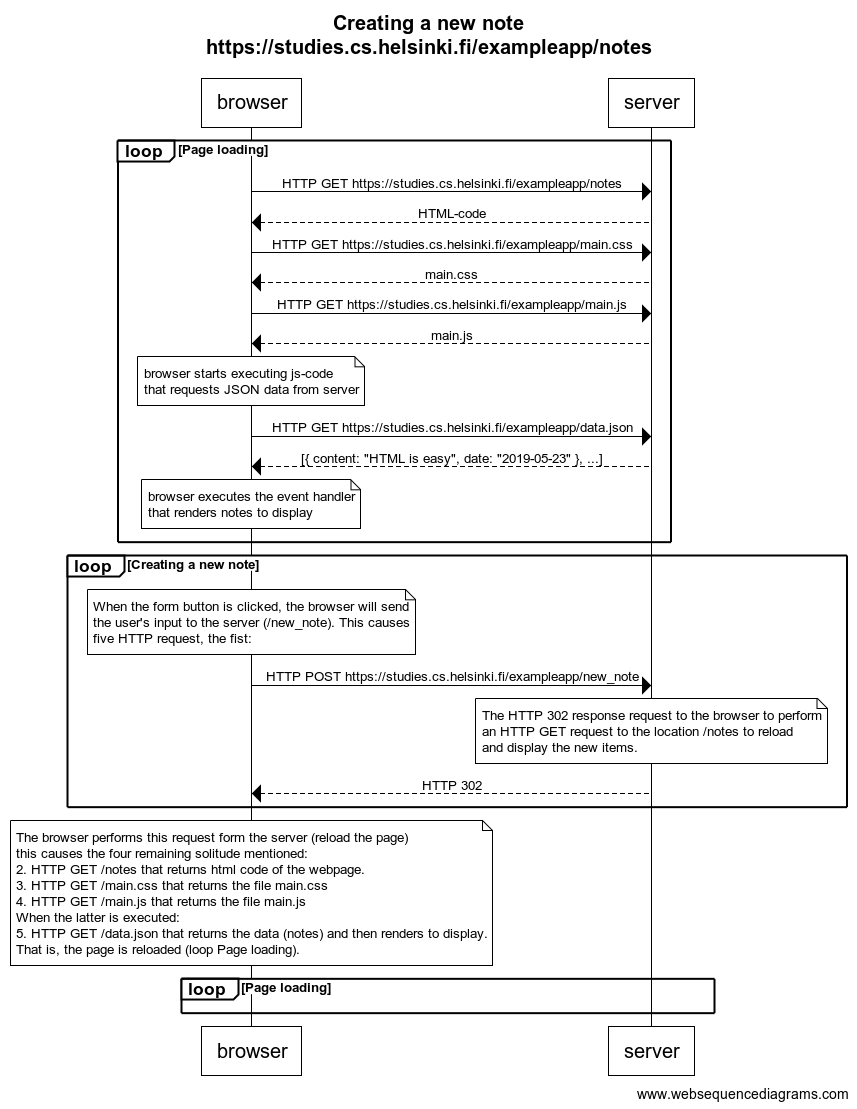 Creating a new note
https://studies.cs.helsinki.fi/exampleapp/notes
browser
server
loop [Page loading]
HTTP GET https://studies.cs.helsinki.fi/exampleapp/notes
HTML-code
HTTP GET https://studies.cs.helsinki.fi/exampleapp/main.css
main.css
HTTP GET https://studies.cs.helsinki.fi/exampleapp/main.js
main.js
browser starts executing js-code
that requests JSON data from server
HTTP GET https://studies.cs.helsinki.fi/exampleapp/data.json
[{ content: "HTML is easy", date: "2019-05-23" }, ...]
browser executes the event handler
that renders notes to display
loop [Creating a new note]
When the form button is clicked, the browser will send
the user's input to the server (/new_note). This causes
five HTTP request, the fist:
HTTP POST https://studies.cs.helsinki.fi/exampleapp/new_note
The HTTP 302 response request to the browser to perform
an HTTP GET request to the location /notes to reload
and display the new items.
HTTP 302
The browser performs this request form the server (reload the page)
this causes the four remaining solitude mentioned:
2. HTTP GET /notes that returns html code of the webpage.
3. HTTP GET /main.css that returns the file main.css
4. HTTP GET /main.js that returns the file main.js
When the latter is executed:
5. HTTP GET /data.json that returns the data (notes) and then renders to display.
That is, the page is reloaded (loop Page loading).
loop [Page loading]
browser
server
www.websequencediagrams.com